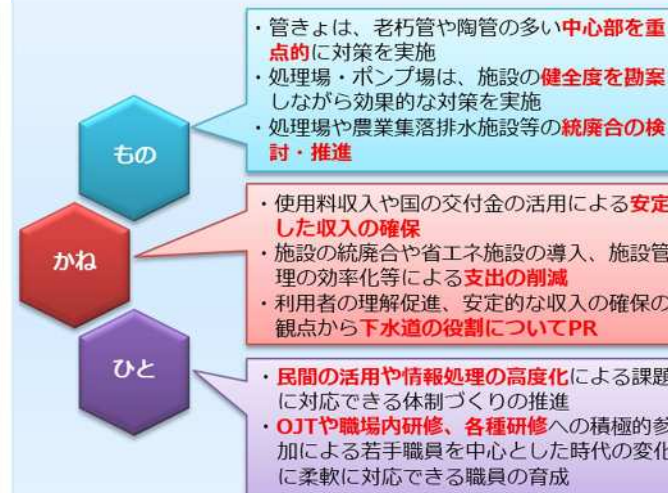 ・管きょは、老朽管や陶管の多い中心部を重
点的に対策を実施
・処理場・ポンプ場は、施設の健全度を勘案
しながら効果的な対策を実施
・処理場や農業集落排水施設等の統廃合の検
討・推進
もの
・使用料収入や国の交付金の活用による安定
した収入の確保
・施設の統廃合や省エネ施設の導入、施設管
理の効率化等による支出の削減
・利用者の理解促進、安定的な収入の確保の
観点から下水道の役割についてPR
かね
・民間の活用や情報処理の高度化による課題
に対応できる体制づくりの推進
・OJTや職場内研修、各種研修への積極的参
加による若手職員を中心とした時代の変化
に柔軟に対応できる職員の育成
ひと